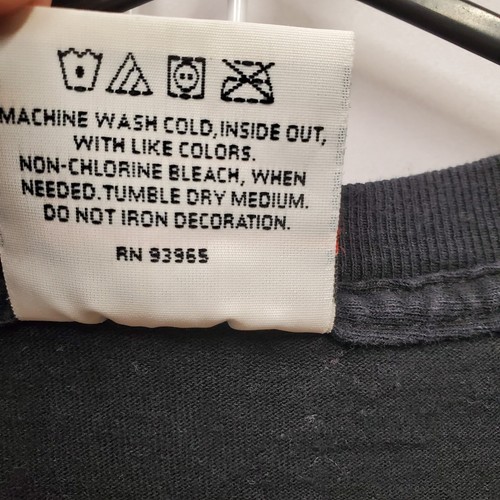 MACHINE WASH COLD, INSIDE OUT,
WITH LIKE COLORS.
NON-CHLORINE BLEACH, WHEN
NEEDED. TUMBLE DRY MEDIUM.
DO NOT IRON DECORATION.
RN 93965